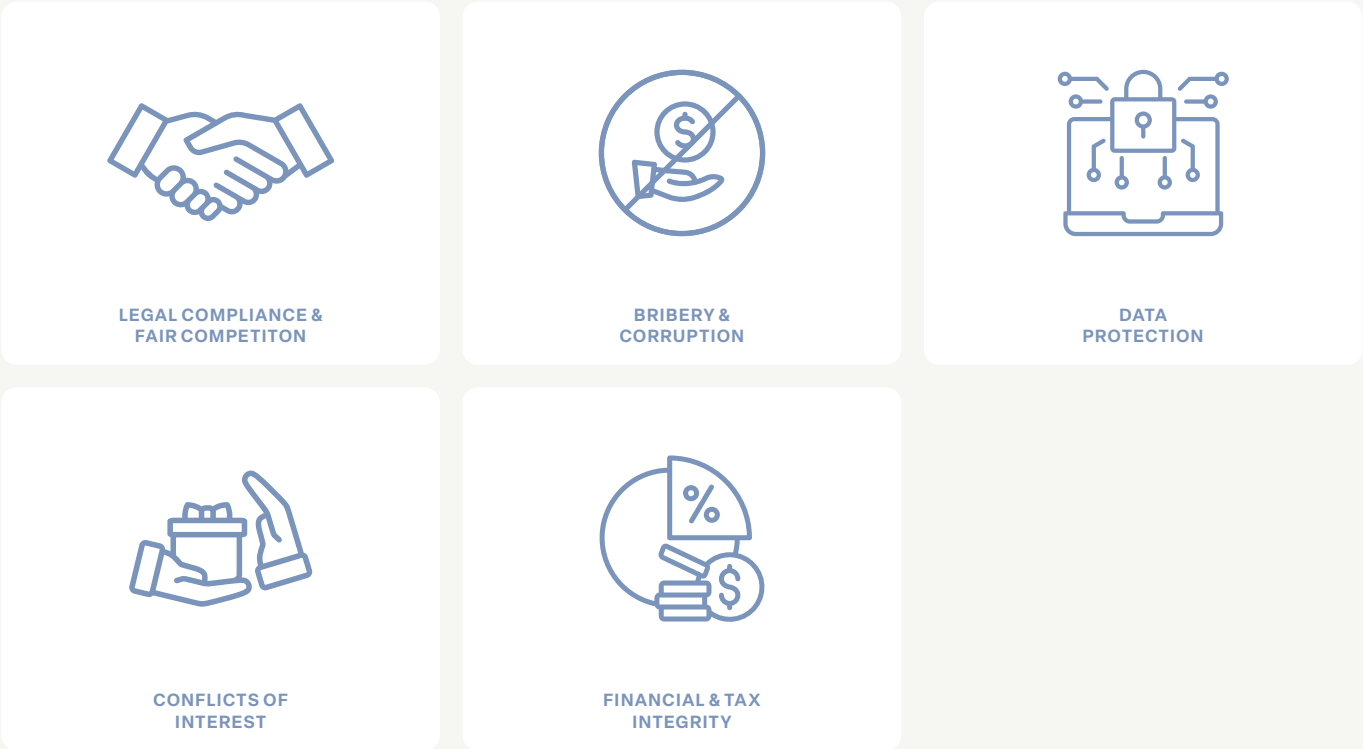 LEGAL COMPLIANCE &
FAIR COMPETITON
BRIBERY &
CORRUPTION
DATA
PROTECTION
CONFLICTS OF
INTEREST
FINANCIAL & TAX
INTEGRITY
$
%
$